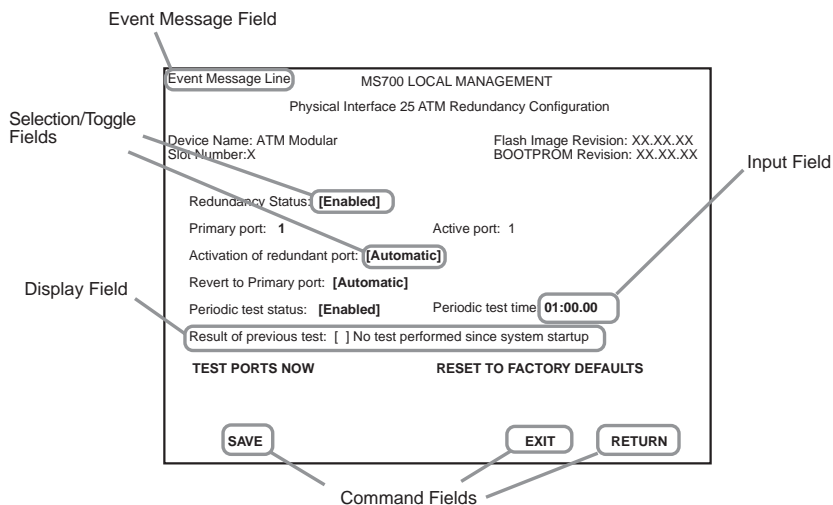 Event Message Field
Event Message Line
MS700 LOCAL MANAGEMENT
Physical Interface 25 ATM Redundancy Configuration
Selection/Toggle
Fields
Device Name: ATM Modular
Flash Image Revision: XX.XX.XX
Slot Number:X
BOOTPROM Revision: XX.XX.XX
Input Field
Redundancy Status: [Enabled]
Primary port: 1
Active port: 1
Activation of redundant port: [Automatic]
Revert to Primary port: [Automatic]
Display Field
Periodic test status: [Enabled]
Periodic test time 01:00.00
Result of previous test: [ ] No test performed since system startup
TEST PORTS NOW
RESET TO FACTORY DEFAULTS
SAVE
EXIT
RETURN
Command Fields